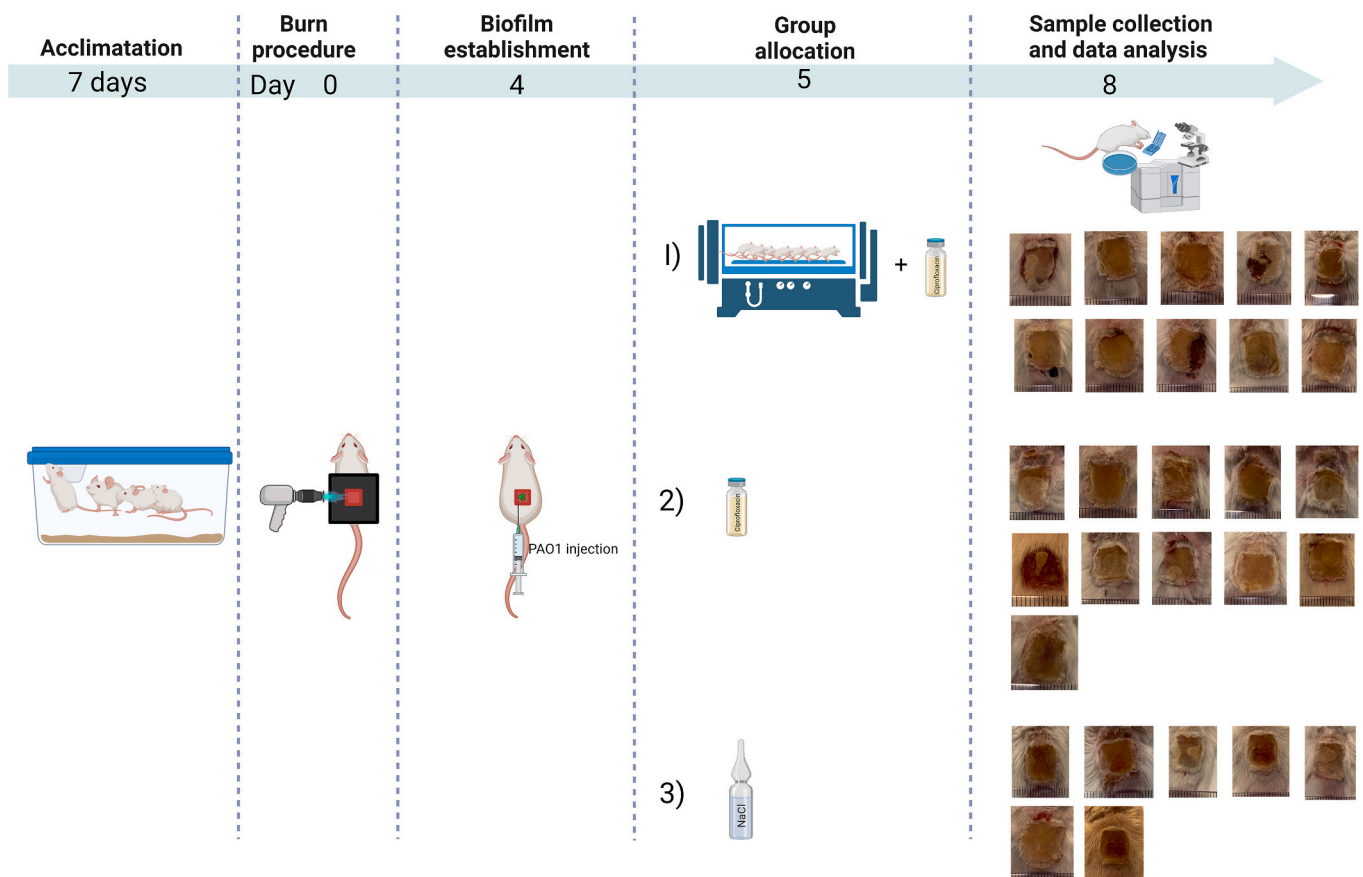 Acclimatation
Burn
procedure
Biofilm
establishment
Group
allocation
Sample collection
and data analysis
7 days
Day 0
4
5
8
I)
+
Ciprofloxacin
2)
Ciprofloxacin
PAO1 injection
3)
NaCl